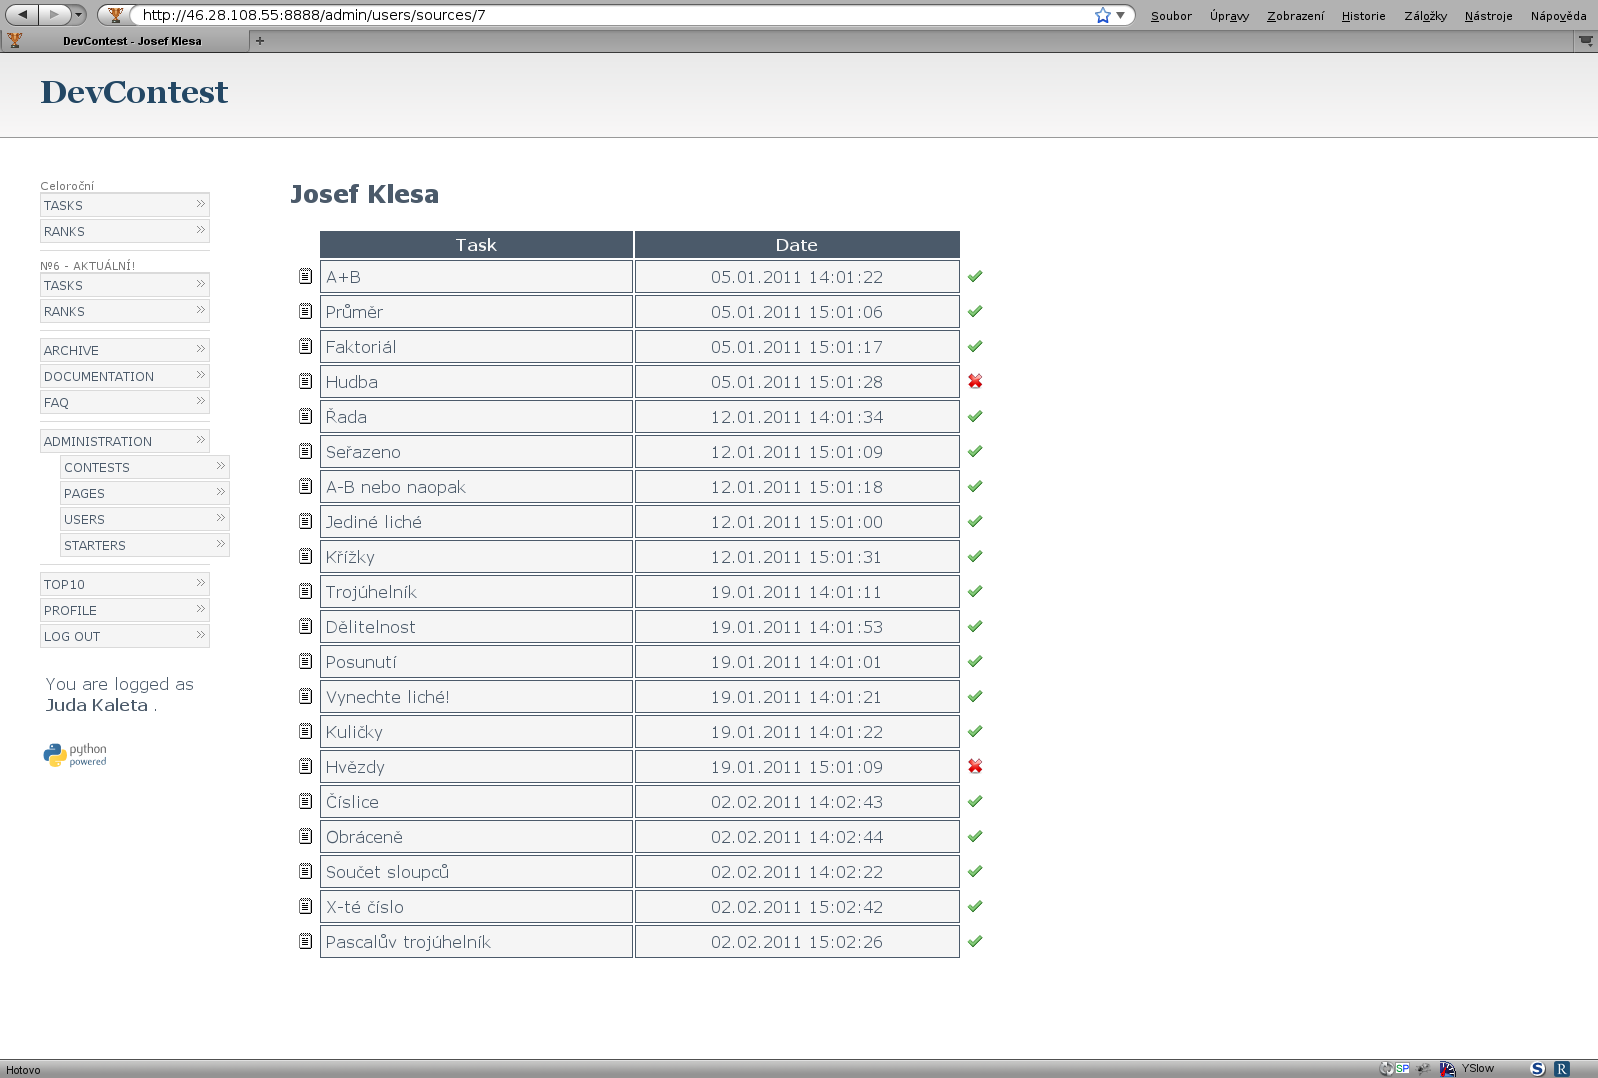 http://46.28.108.55:8888/admin/users/sources/7
Soubor Úpravy Zobrazení Historie Záložky Nástroje Nápověda
DevContest - Josef Klesa
DevContest
Celoroční
TASKS
RANKS
№6 - AKTUÁLNÍ!
TASKS
RANKS
ARCHIVE
DOCUMENTATION
FAQ
ADMINISTRATION
CONTESTS
PAGES
USERS
STARTERS
TOP10
PROFILE
LOG OUT
You are logged as
Juda Kaleta .
python
powered
Josef Klesa
Task Date
A+B 05.01.2011 14:01:22
Průměr 05.01.2011 15:01:06
Faktoriál 05.01.2011 15:01:17
Hudba 05.01.2011 15:01:28
Řada 12.01.2011 14:01:34
Seřazeno 12.01.2011 15:01:09
A-B nebo naopak 12.01.2011 15:01:18
Jediné liché 12.01.2011 15:01:00
Křížky 12.01.2011 15:01:31
Trojúhelník 19.01.2011 14:01:11
Dělitelnost 19.01.2011 14:01:53
Posunutí 19.01.2011 14:01:01
Vynechte liché! 19.01.2011 14:01:21
Kuličky 19.01.2011 14:01:22
Hvězdy 19.01.2011 15:01:09
Číslice 02.02.2011 14:02:43
Obráceně 02.02.2011 14:02:44
Součet sloupců 02.02.2011 14:02:22
X-té číslo 02.02.2011 15:02:42
Pascalův trojúhelník 02.02.2011 15:02:26
Hotovo
SP YSlow S R